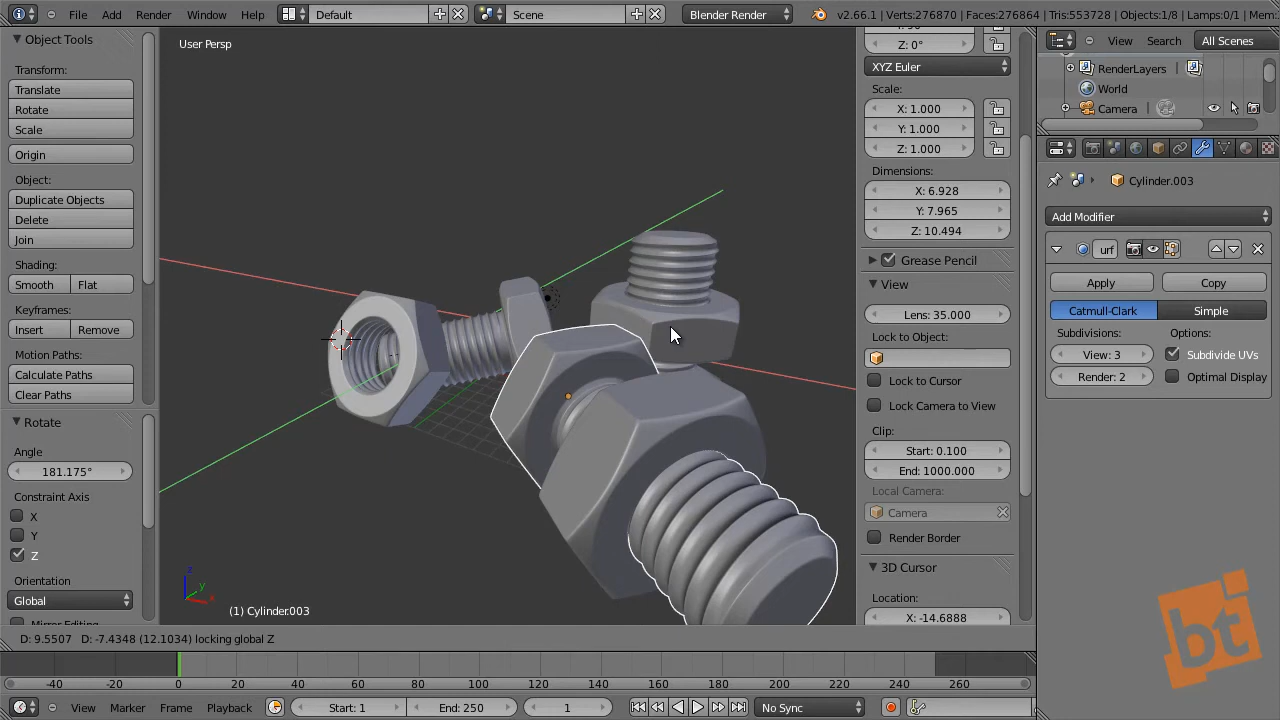 File Add Render Window Help Default Scene Blender Render v2.66.1 | Verts:276870 | Faces:276864 | Tris:553728 | Objects:1/8 | Lamps:0/1 | Mem:
Object Tools
Transform:
Translate
Rotate
Scale
Origin
Object:
Duplicate Objects
Delete
Join
Shading:
Smooth Flat
Keyframes:
Insert Remove
Motion Paths:
Calculate Paths
Clear Paths
Rotate
Angle
181.175°
Constraint Axis
X
Y
Z
Orientation
Global
User Persp
(1) Cylinder.003
Z: 0°
XYZ Euler
Scale:
X: 1.000
Y: 1.000
Z: 1.000
Dimensions:
X: 6.928
Y: 7.965
Z: 10.494
Grease Pencil
View
Lens: 35.000
Lock to Object:
Lock to Cursor
Lock Camera to View
Clip:
Start: 0.100
End: 1000.000
Local Camera:
Camera
Render Border
3D Cursor
Location:
X: -14.6888
View Search All Scenes
RenderLayers |
World
Camera |
Cylinder.003
Add Modifier
urf
Apply Copy
Catmull-Clark Simple
Subdivisions: Options:
View: 3 Subdivide UVs
Render: 2 Optimal Display
bt
D: 9.5507 D: -7.4348 (12.1034) locking global Z
-40 -20 0 20 40 60 80 100 120 140 160 180 200 220 240 260
View Marker Frame Playback Start: 1 End: 250 1 No Sync